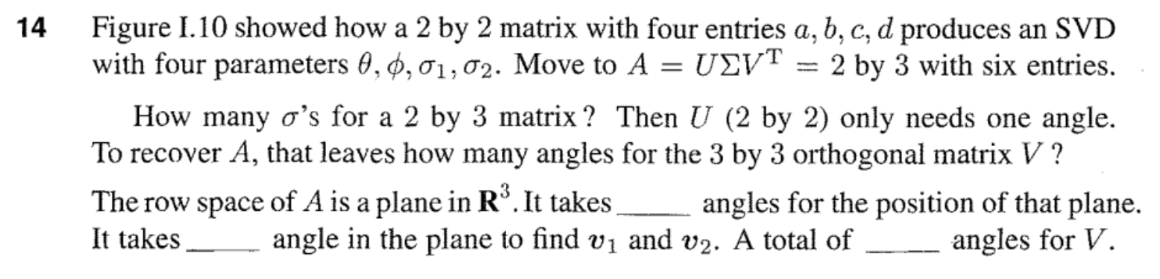 14 Figure I.10 showed how a 2 by 2 matrix with four entries a, b, c, d produces an SVD
with four parameters θ, ϕ, σ₁, σ₂. Move to A = UΣVᵀ = 2 by 3 with six entries.
How many σ’s for a 2 by 3 matrix? Then U (2 by 2) only needs one angle.
To recover A, that leaves how many angles for the 3 by 3 orthogonal matrix V ?
The row space of A is a plane in R³. It takes _____ angles for the position of that plane.
It takes _____ angle in the plane to find v₁ and v₂. A total of _____ angles for V.